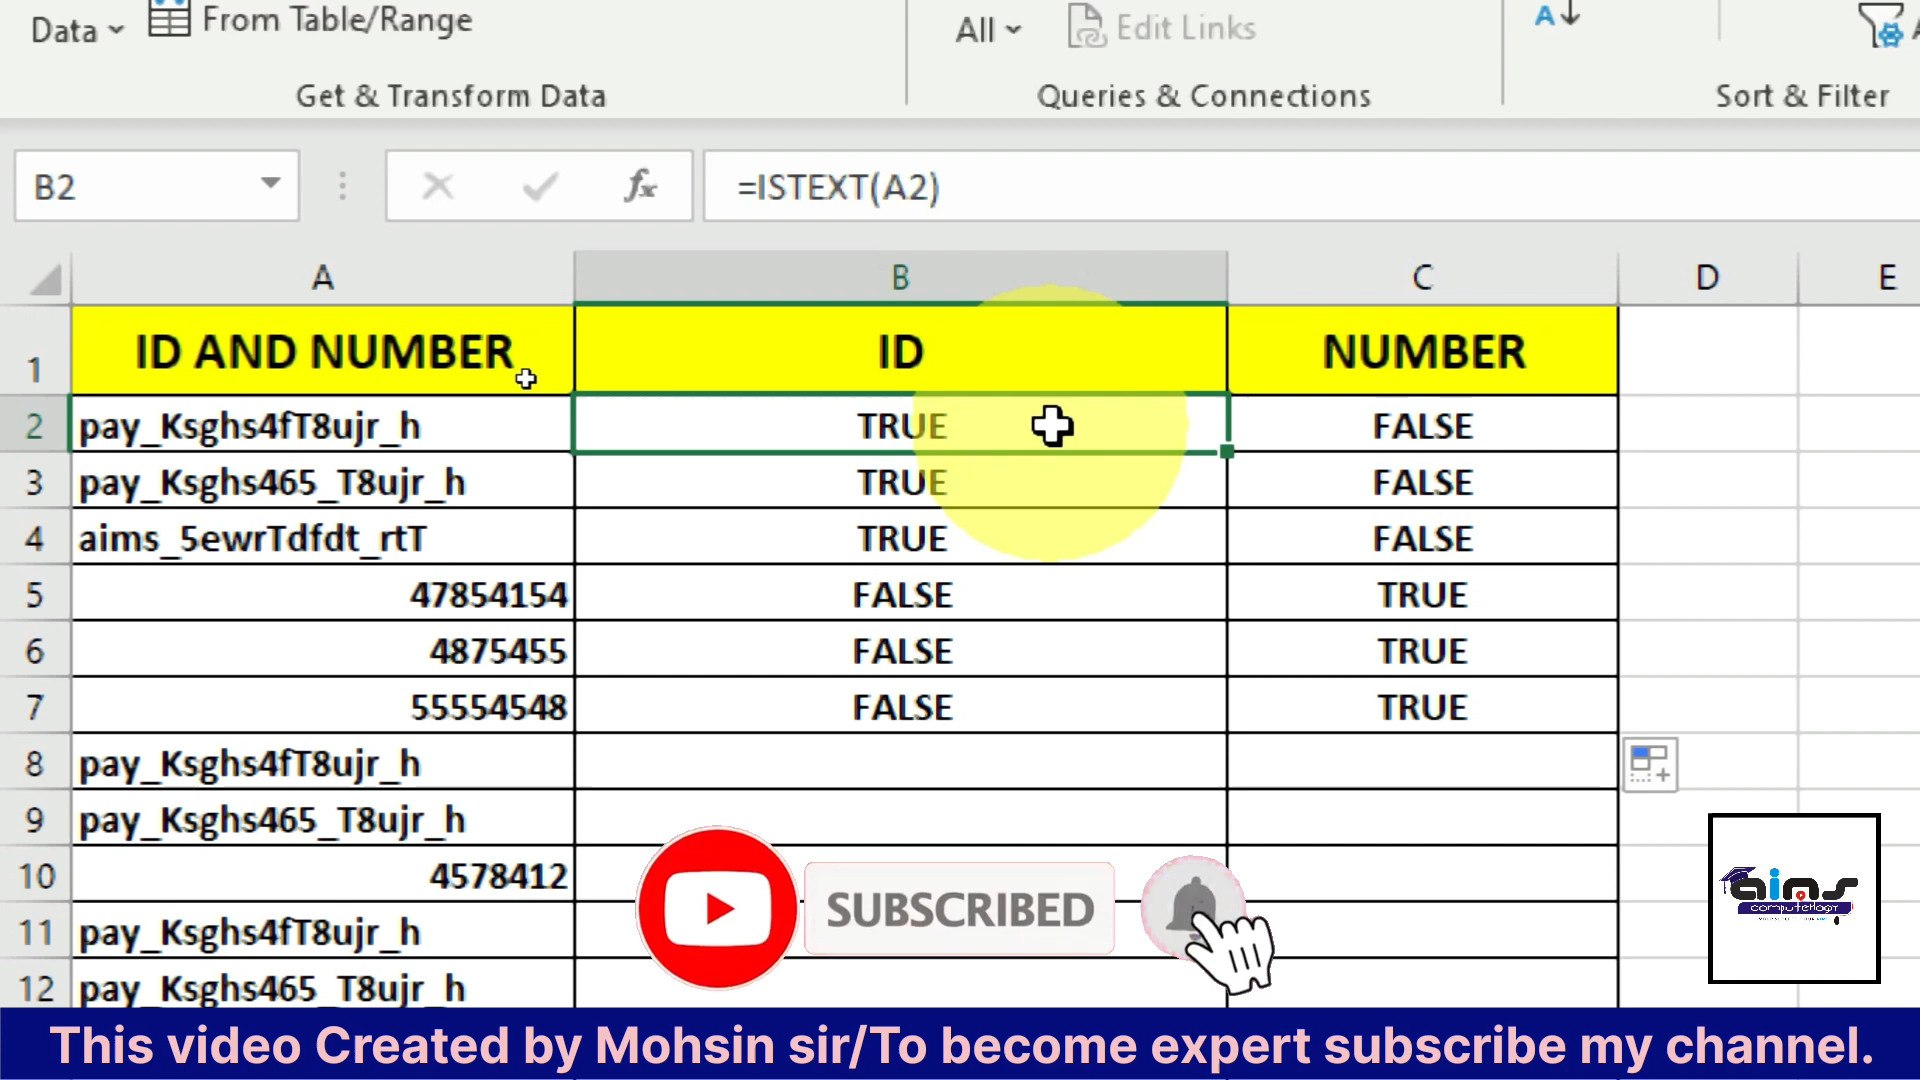 Data From Table/Range All Edit Links
Get & Transform Data Queries & Connections Sort & Filter
B2 fx =ISTEXT(A2)
A B C D E
1 ID AND NUMBER ID NUMBER
2 pay_Ksghs4fT8ujr_h TRUE FALSE
3 pay_Ksghs465_T8ujr_h TRUE FALSE
4 aims_5ewrTdfdt_rtT TRUE FALSE
5 47854154 FALSE TRUE
6 4875455 FALSE TRUE
7 55554548 FALSE TRUE
8 pay_Ksghs4fT8ujr_h
9 pay_Ksghs465_T8ujr_h
10 4578412
11 pay_Ksghs4fT8ujr_h
12 pay_Ksghs465_T8ujr_h
SUBSCRIBED
aims
This video Created by Mohsin sir/To become expert subscribe my channel.